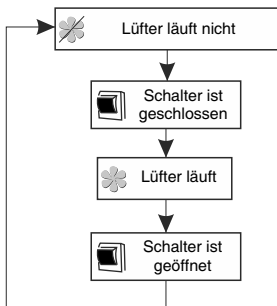 Lüfter läuft nicht
Schalter ist
geschlossen
Lüfter läuft
Schalter ist
geöffnet